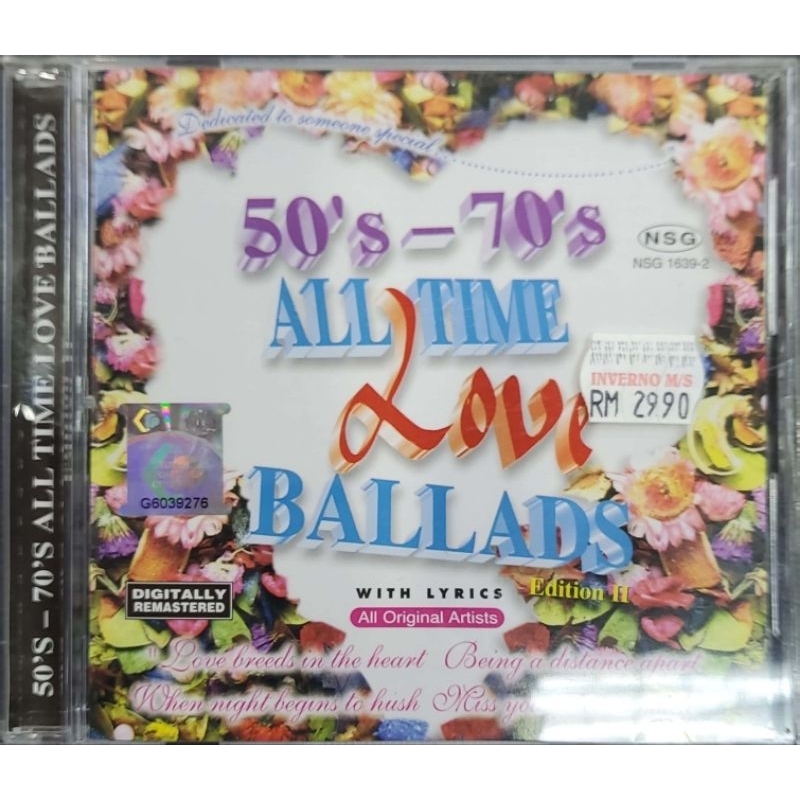 50'S – 70'S ALL TIME LOVE BALLADS
Dedicated to someone special
50's – 70's
NSG
NSG 1639-2
ALL TIME
Love
INVERNO M/S
RM 29.90
G6039276
BALLADS
Edition II
DIGITALLY
REMASTERED
WITH LYRICS
All Original Artists
"Love breeds in the heart Being a distance apart
When night begins to hush Miss you